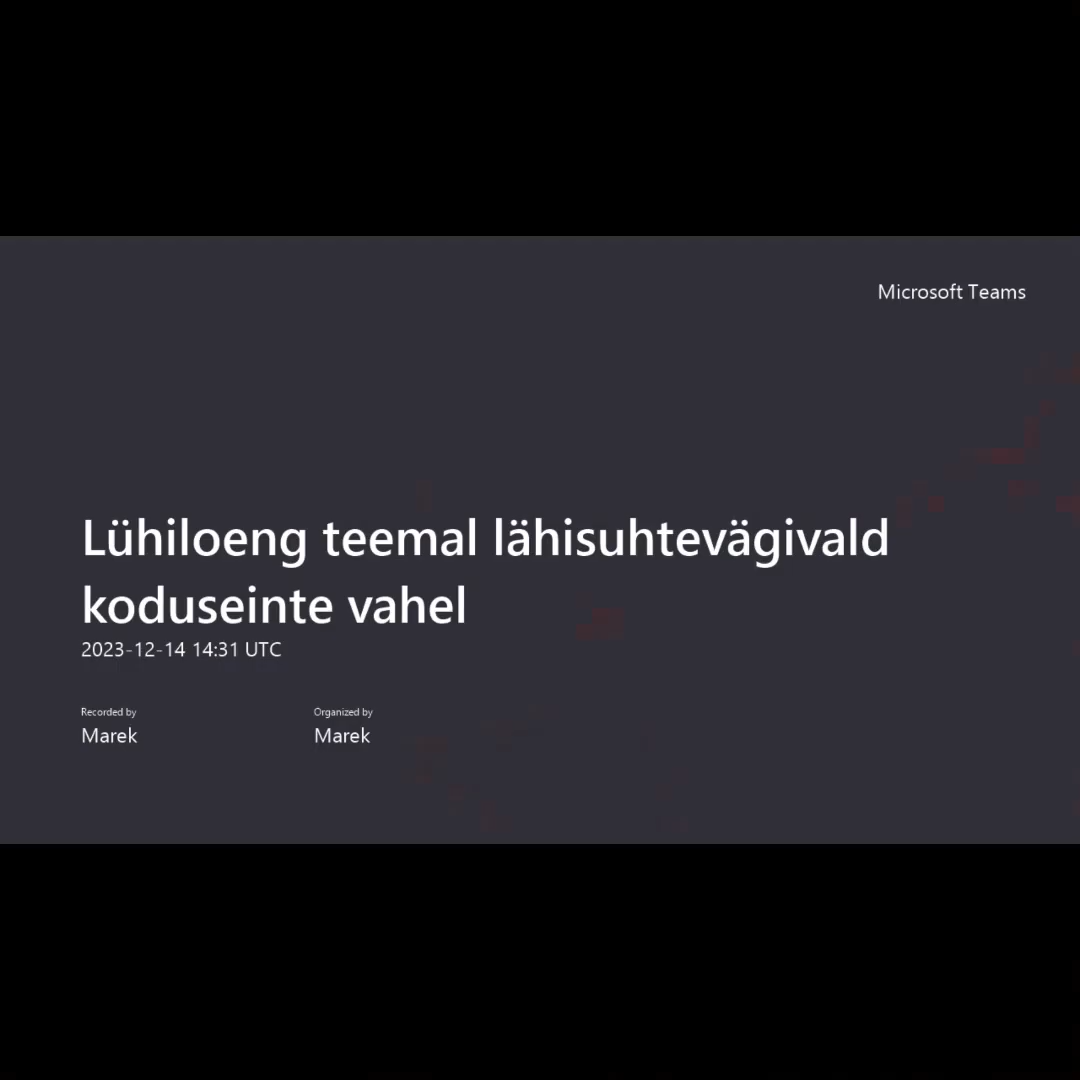 Microsoft Teams
Lühiloeng teemal lähisuhtevägivald
koduseinte vahel
2023-12-14 14:31 UTC
Recorded by
Marek
Organized by
Marek